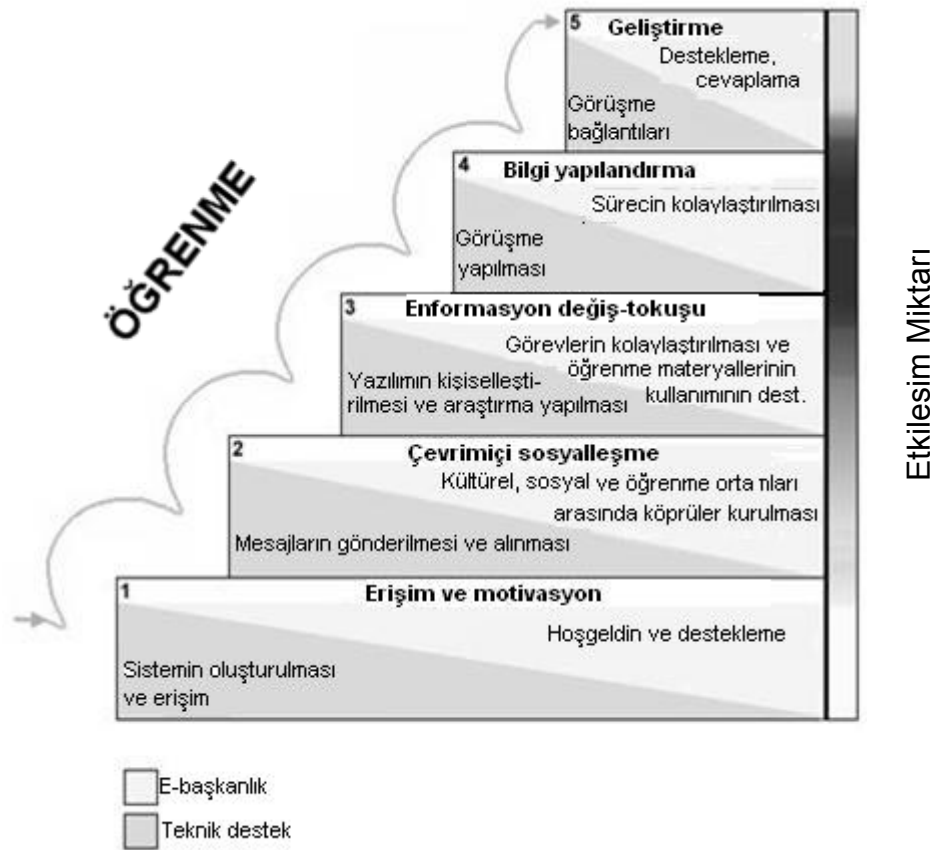 5 Geliştirme
Destekleme,
cevaplama
Görüşme
bağlantıları
4 Bilgi yapılandırma
Sürecin kolaylaştırılması
Görüşme
yapılması
3 Enformasyon değiş-tokuşu
Görevlerin kolaylaştırılması ve
öğrenme materyallerinin
kullanımının dest.
Yazılımın kişiselleşti-
rilmesi ve araştırma yapılması
2 Çevrimiçi sosyalleşme
Kültürel, sosyal ve öğrenme orta nları
arasında köprüler kurulması
Mesajların gönderilmesi ve alınması
1 Erişim ve motivasyon
Hoşgeldin ve destekleme
Sistemin oluşturulması
ve erişim
ÖĞRENME
Etkilesim Miktarı
E-başkanlık
Teknik destek